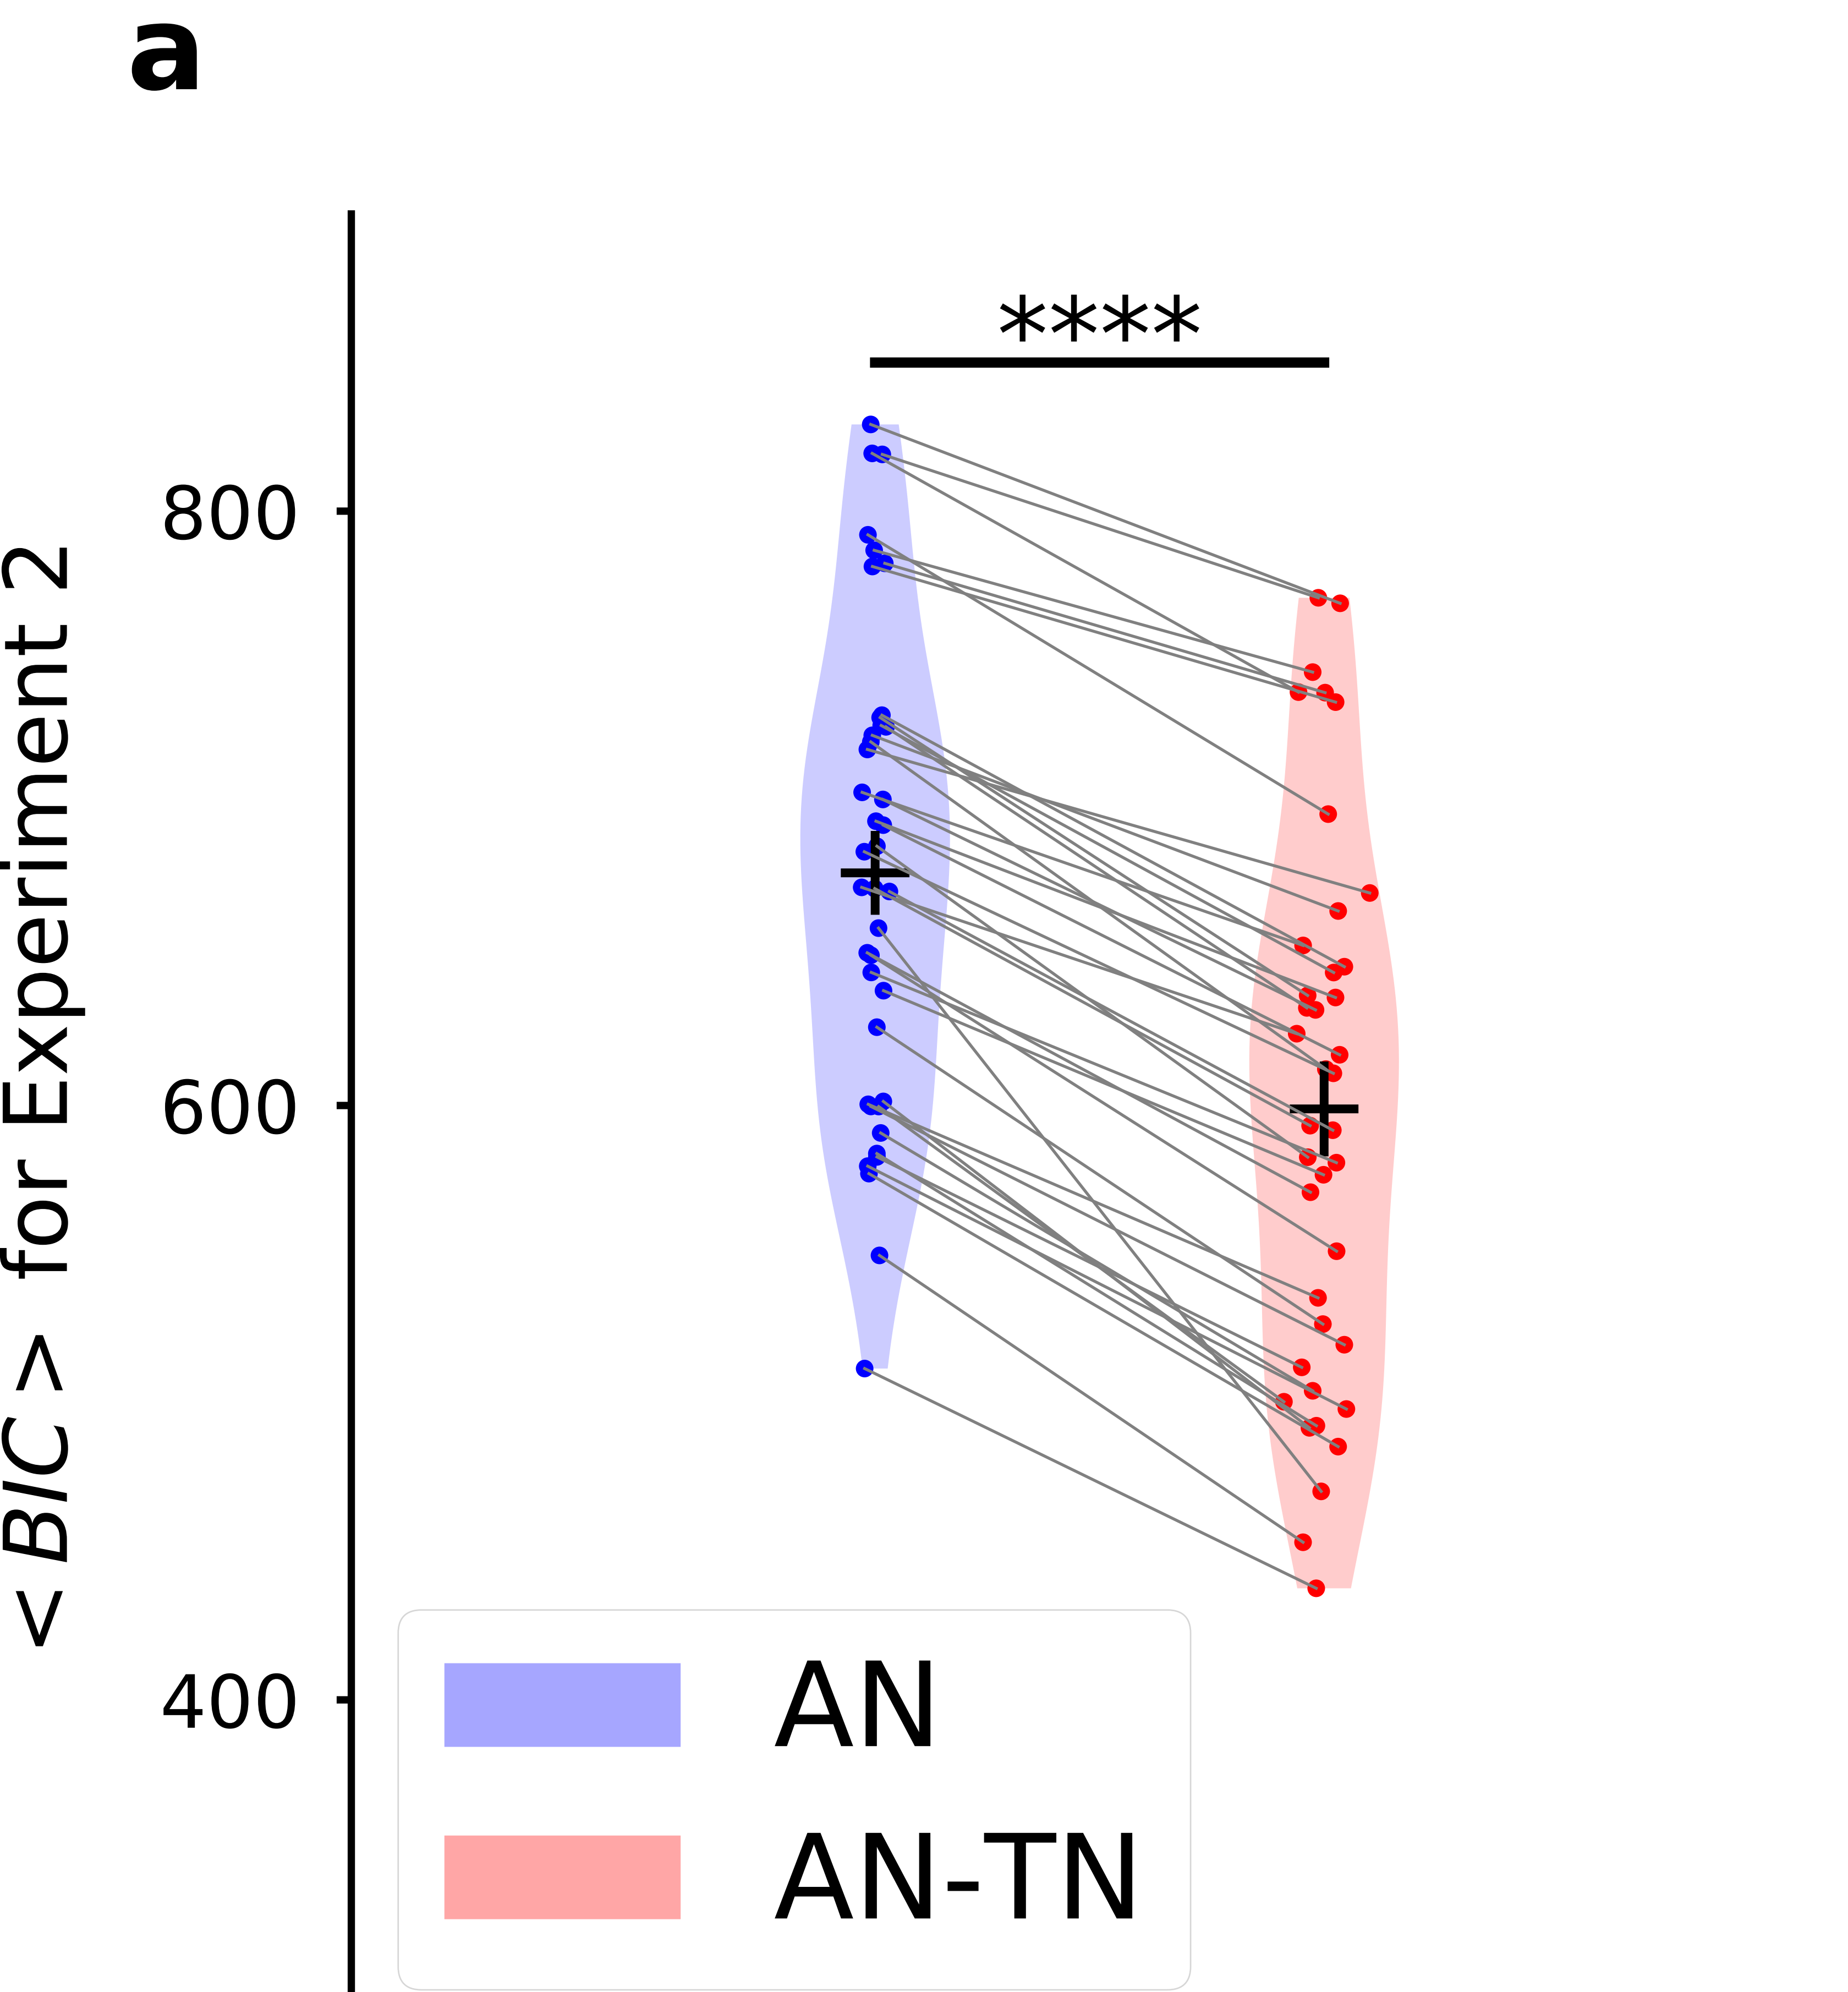 a
****
800
600
400
< BIC > for Experiment 2
AN
AN-TN